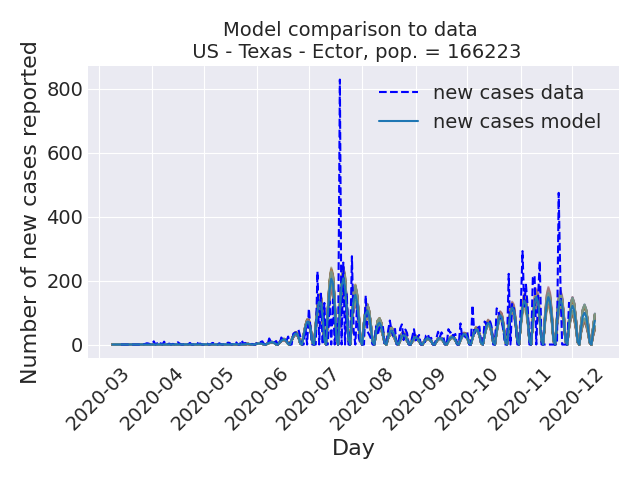 Model comparison to data
US - Texas - Ector, pop. = 166223
new cases data
new cases model
Number of new cases reported
800
600
400
200
0
2020-03
2020-04
2020-05
2020-06
2020-07
2020-08
2020-09
2020-10
2020-11
2020-12
Day